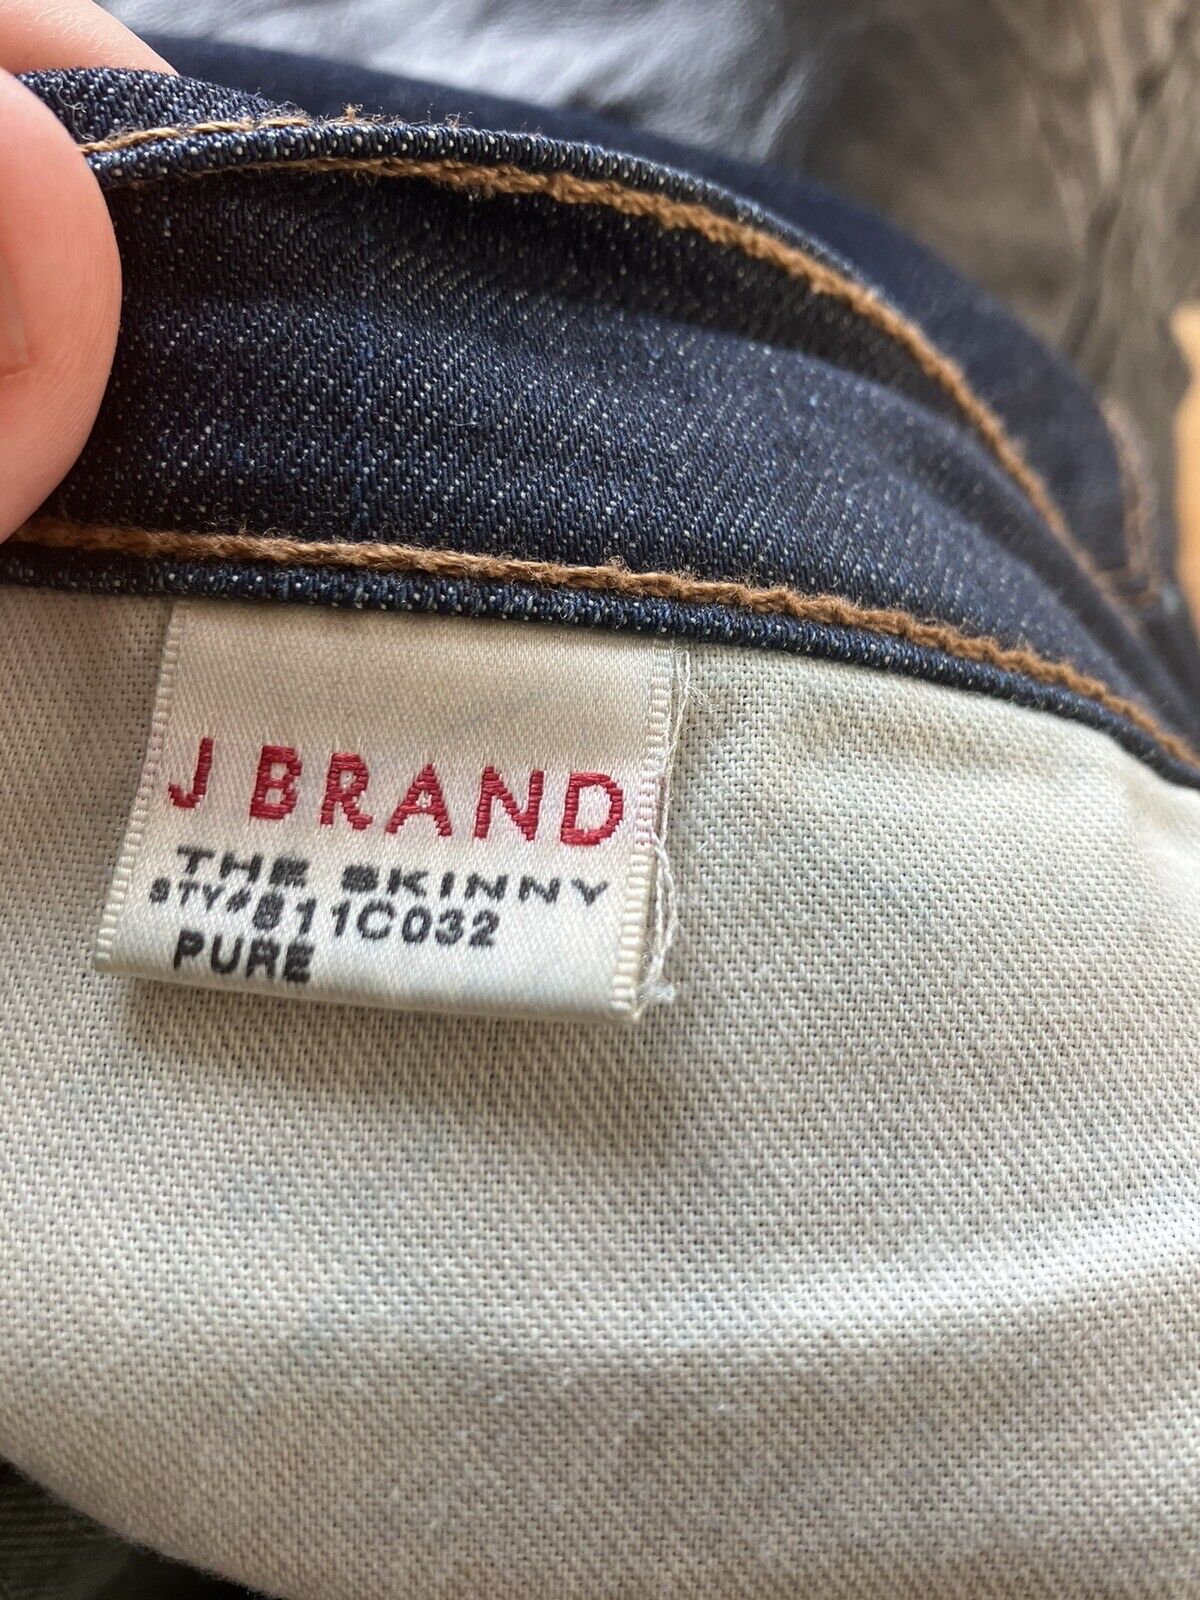 J BRAND
THE SKINNY
STY#811C032
PURE